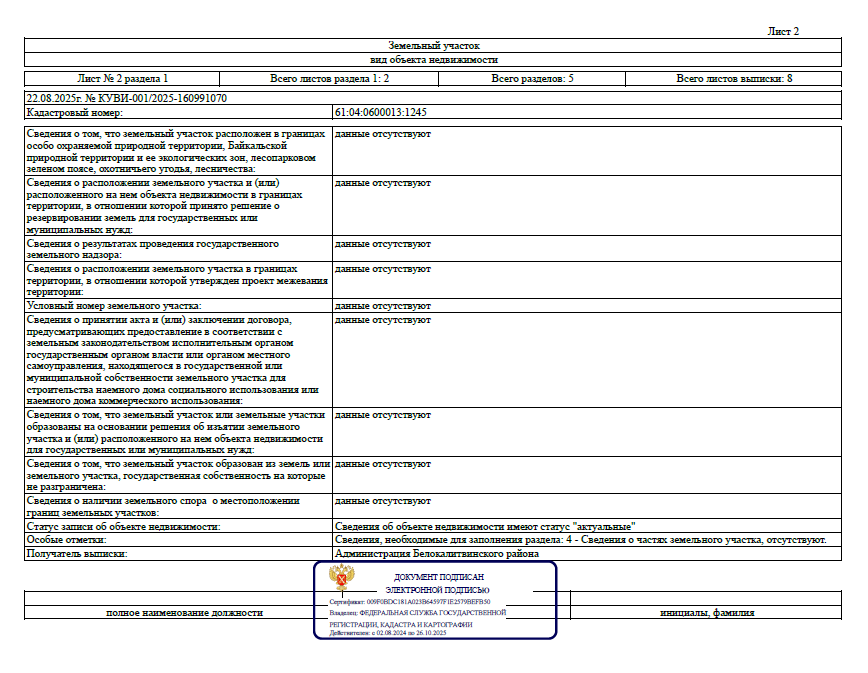 Лист 2
Земельный участок
вид объекта недвижимости
Лист № 2 раздела 1
Всего листов раздела 1: 2
Всего разделов: 5
Всего листов выписки: 8
22.08.2025г. № КУВИ-001/2025-160991070
Кадастровый номер:
61:04:0600013:1245
Сведения о том, что земельный участок расположен в границах
особо охраняемой природной территории, Байкальской
природной территории и ее экологических зон, лесопарковом
зеленом поясе, охотничьего угодья, лесничества:
данные отсутствуют
Сведения о расположении земельного участка и (или)
расположенного на нем объекта недвижимости в границах
территории, в отношении которой принято решение о
резервировании земель для государственных или
муниципальных нужд:
данные отсутствуют
Сведения о результатах проведения государственного
земельного надзора:
данные отсутствуют
Сведения о расположении земельного участка в границах
территории, в отношении которой утвержден проект межевания
территории:
данные отсутствуют
Условный номер земельного участка:
данные отсутствуют
Сведения о принятии акта и (или) заключении договора,
предусматривающих предоставление в соответствии с
земельным законодательством исполнительным органом
государственным органом власти или органом местного
самоуправления, находящегося в государственной или
муниципальной собственности земельного участка для
строительства наемного дома социального использования или
наемного дома коммерческого использования:
данные отсутствуют
Сведения о том, что земельный участок или земельные участки
образованы на основании решения об изъятии земельного
участка и (или) расположенного на нем объекта недвижимости
для государственных или муниципальных нужд:
данные отсутствуют
Сведения о том, что земельный участок образован из земель или
земельного участка, государственная собственность на которые
не разграничена:
данные отсутствуют
Сведения о наличии земельного спора о местоположении
границ земельных участков:
данные отсутствуют
Статус записи об объекте недвижимости:
Сведения об объекте недвижимости имеют статус "актуальные"
Особые отметки:
Сведения, необходимые для заполнения раздела: 4 - Сведения о частях земельного участка, отсутствуют.
Получатель выписки:
Администрация Белокалитвинского района
ДОКУМЕНТ ПОДПИСАН
ЭЛЕКТРОННОЙ ПОДПИСЬЮ
Сертификат: 009F0BDC181A023B64597F1E2579BEFB50
Владелец: ФЕДЕРАЛЬНАЯ СЛУЖБА ГОСУДАРСТВЕННОЙ
РЕГИСТРАЦИИ, КАДАСТРА И КАРТОГРАФИИ
Действителен: с 02.08.2024 по 26.10.2025
полное наименование должности
инициалы, фамилия